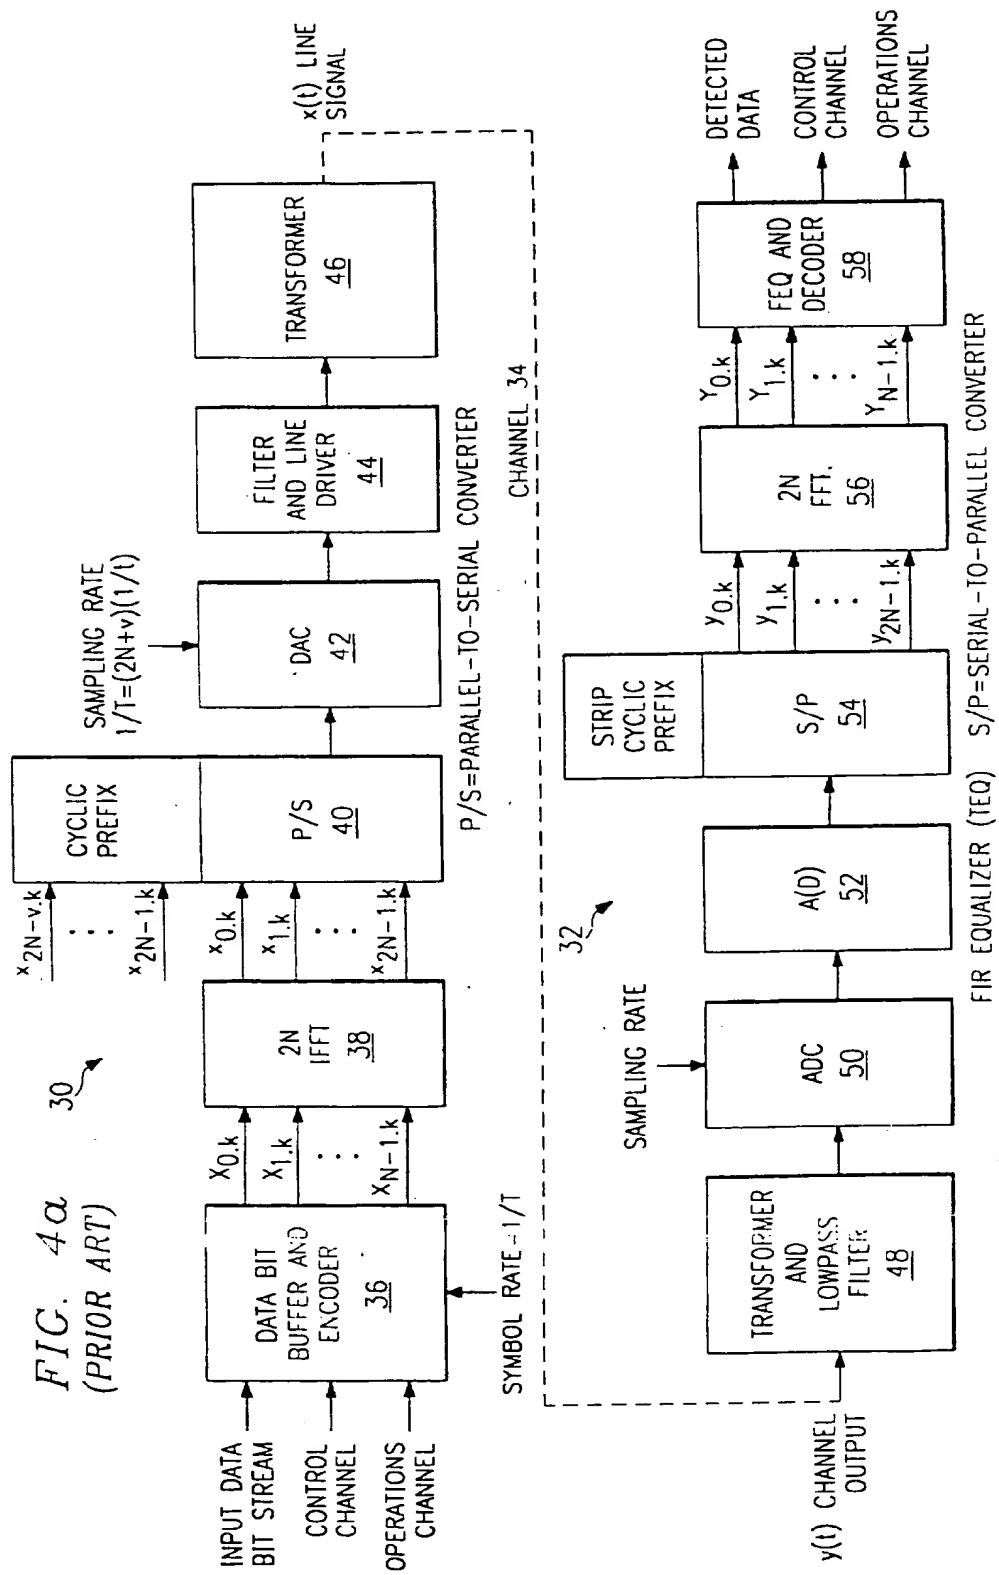 FIG. 4a
(PRIOR ART)
30
INPUT DATA
BIT STREAM
CONTROL
CHANNEL
OPERATIONS
CHANNEL
DATA BIT
BUFFER AND
ENCODER
36
SYMBOL RATE=1/T
X0.k
X1.k
XN-1.k
2N
IFFT
38
x2N-v.k
x2N-1.k
x0.k
x1.k
x2N-1.k
CYCLIC
PREFIX
P/S
40
SAMPLING RATE
1/T=(2N+v)(1/t)
DAC
42
FILTER
AND LINE
DRIVER
44
TRANSFORMER
46
x(t) LINE
SIGNAL
P/S=PARALLEL-TO-SERIAL CONVERTER
CHANNEL 34
32
y(t) CHANNEL
OUTPUT
TRANSFORMER
AND
LOWPASS
FILTER
48
SAMPLING RATE
ADC
50
A(D)
52
STRIP
CYCLIC
PREFIX
S/P
54
y0.k
y1.k
y2N-1.k
2N
FFT.
56
Y0.k
Y1.k
YN-1.k
FEQ AND
DECODER
58
DETECTED
DATA
CONTROL
CHANNEL
OPERATIONS
CHANNEL
FIR EQUALIZER (TEQ)
S/P=SERIAL-TO-PARALLEL CONVERTER